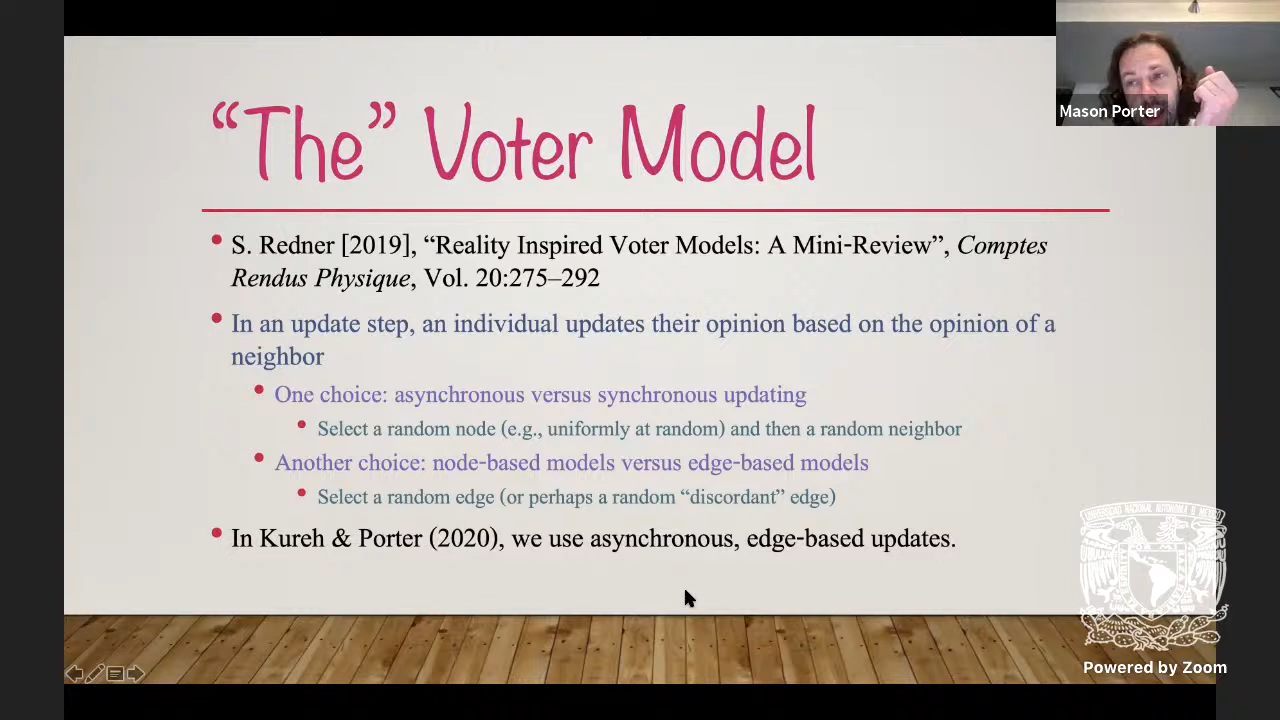 “The” Voter Model
Mason Porter
• S. Redner [2019], “Reality Inspired Voter Models: A Mini-Review”, Comptes
Rendus Physique, Vol. 20:275–292
• In an update step, an individual updates their opinion based on the opinion of a
neighbor
• One choice: asynchronous versus synchronous updating
• Select a random node (e.g., uniformly at random) and then a random neighbor
• Another choice: node-based models versus edge-based models
• Select a random edge (or perhaps a random “discordant” edge)
• In Kureh & Porter (2020), we use asynchronous, edge-based updates.
Powered by Zoom